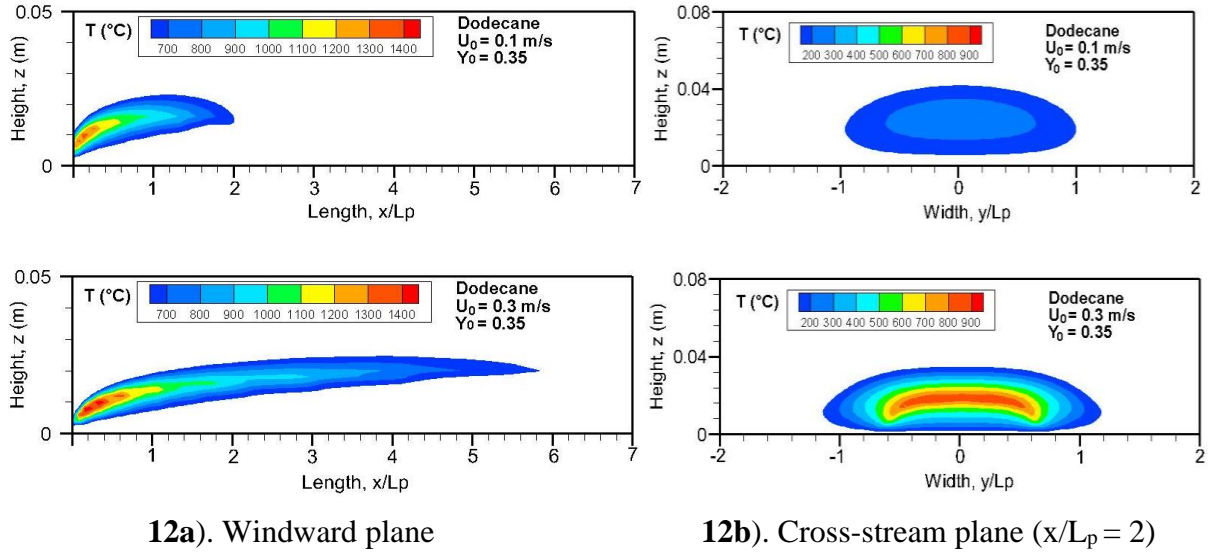 0.05
T (°C)
700 800 900 1000 1100 1200 1300 1400
Dodecane
U0 = 0.1 m/s
Y0 = 0.35
Height, z (m)
0
1 2 3 4 5 6 7
Length, x/Lp
0.08
T (°C)
200 300 400 500 600 700 800 900
Dodecane
U0 = 0.1 m/s
Y0 = 0.35
Height, z (m)
0.04
0
-2 -1 0 1 2
Width, y/Lp
0.05
T (°C)
700 800 900 1000 1100 1200 1300 1400
Dodecane
U0 = 0.3 m/s
Y0 = 0.35
Height, z (m)
0
1 2 3 4 5 6 7
Length, x/Lp
0.08
T (°C)
200 300 400 500 600 700 800 900
Dodecane
U0 = 0.3 m/s
Y0 = 0.35
Height, z (m)
0.04
0
-2 -1 0 1 2
Width, y/Lp
12a). Windward plane
12b). Cross-stream plane (x/Lp = 2)